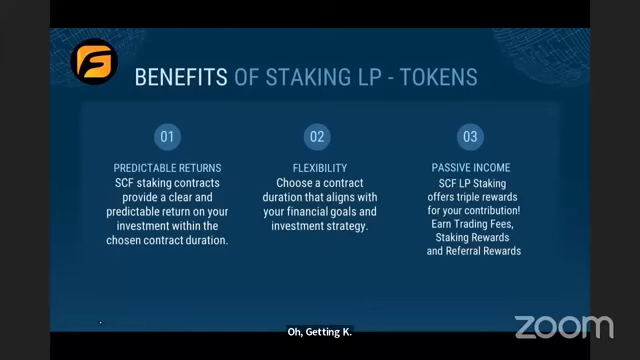 BENEFITS OF STAKING LP - TOKENS
01
PREDICTABLE RETURNS
SCF staking contracts
provide a clear and
predictable return on your
investment within the
chosen contract duration.
02
FLEXIBILITY
Choose a contract
duration that aligns with
your financial goals and
investment strategy.
03
PASSIVE INCOME
SCF LP Staking
offers triple rewards
for your contribution!
Earn Trading Fees,
Staking Rewards
and Referral Rewards
zoom
Oh, Getting K.